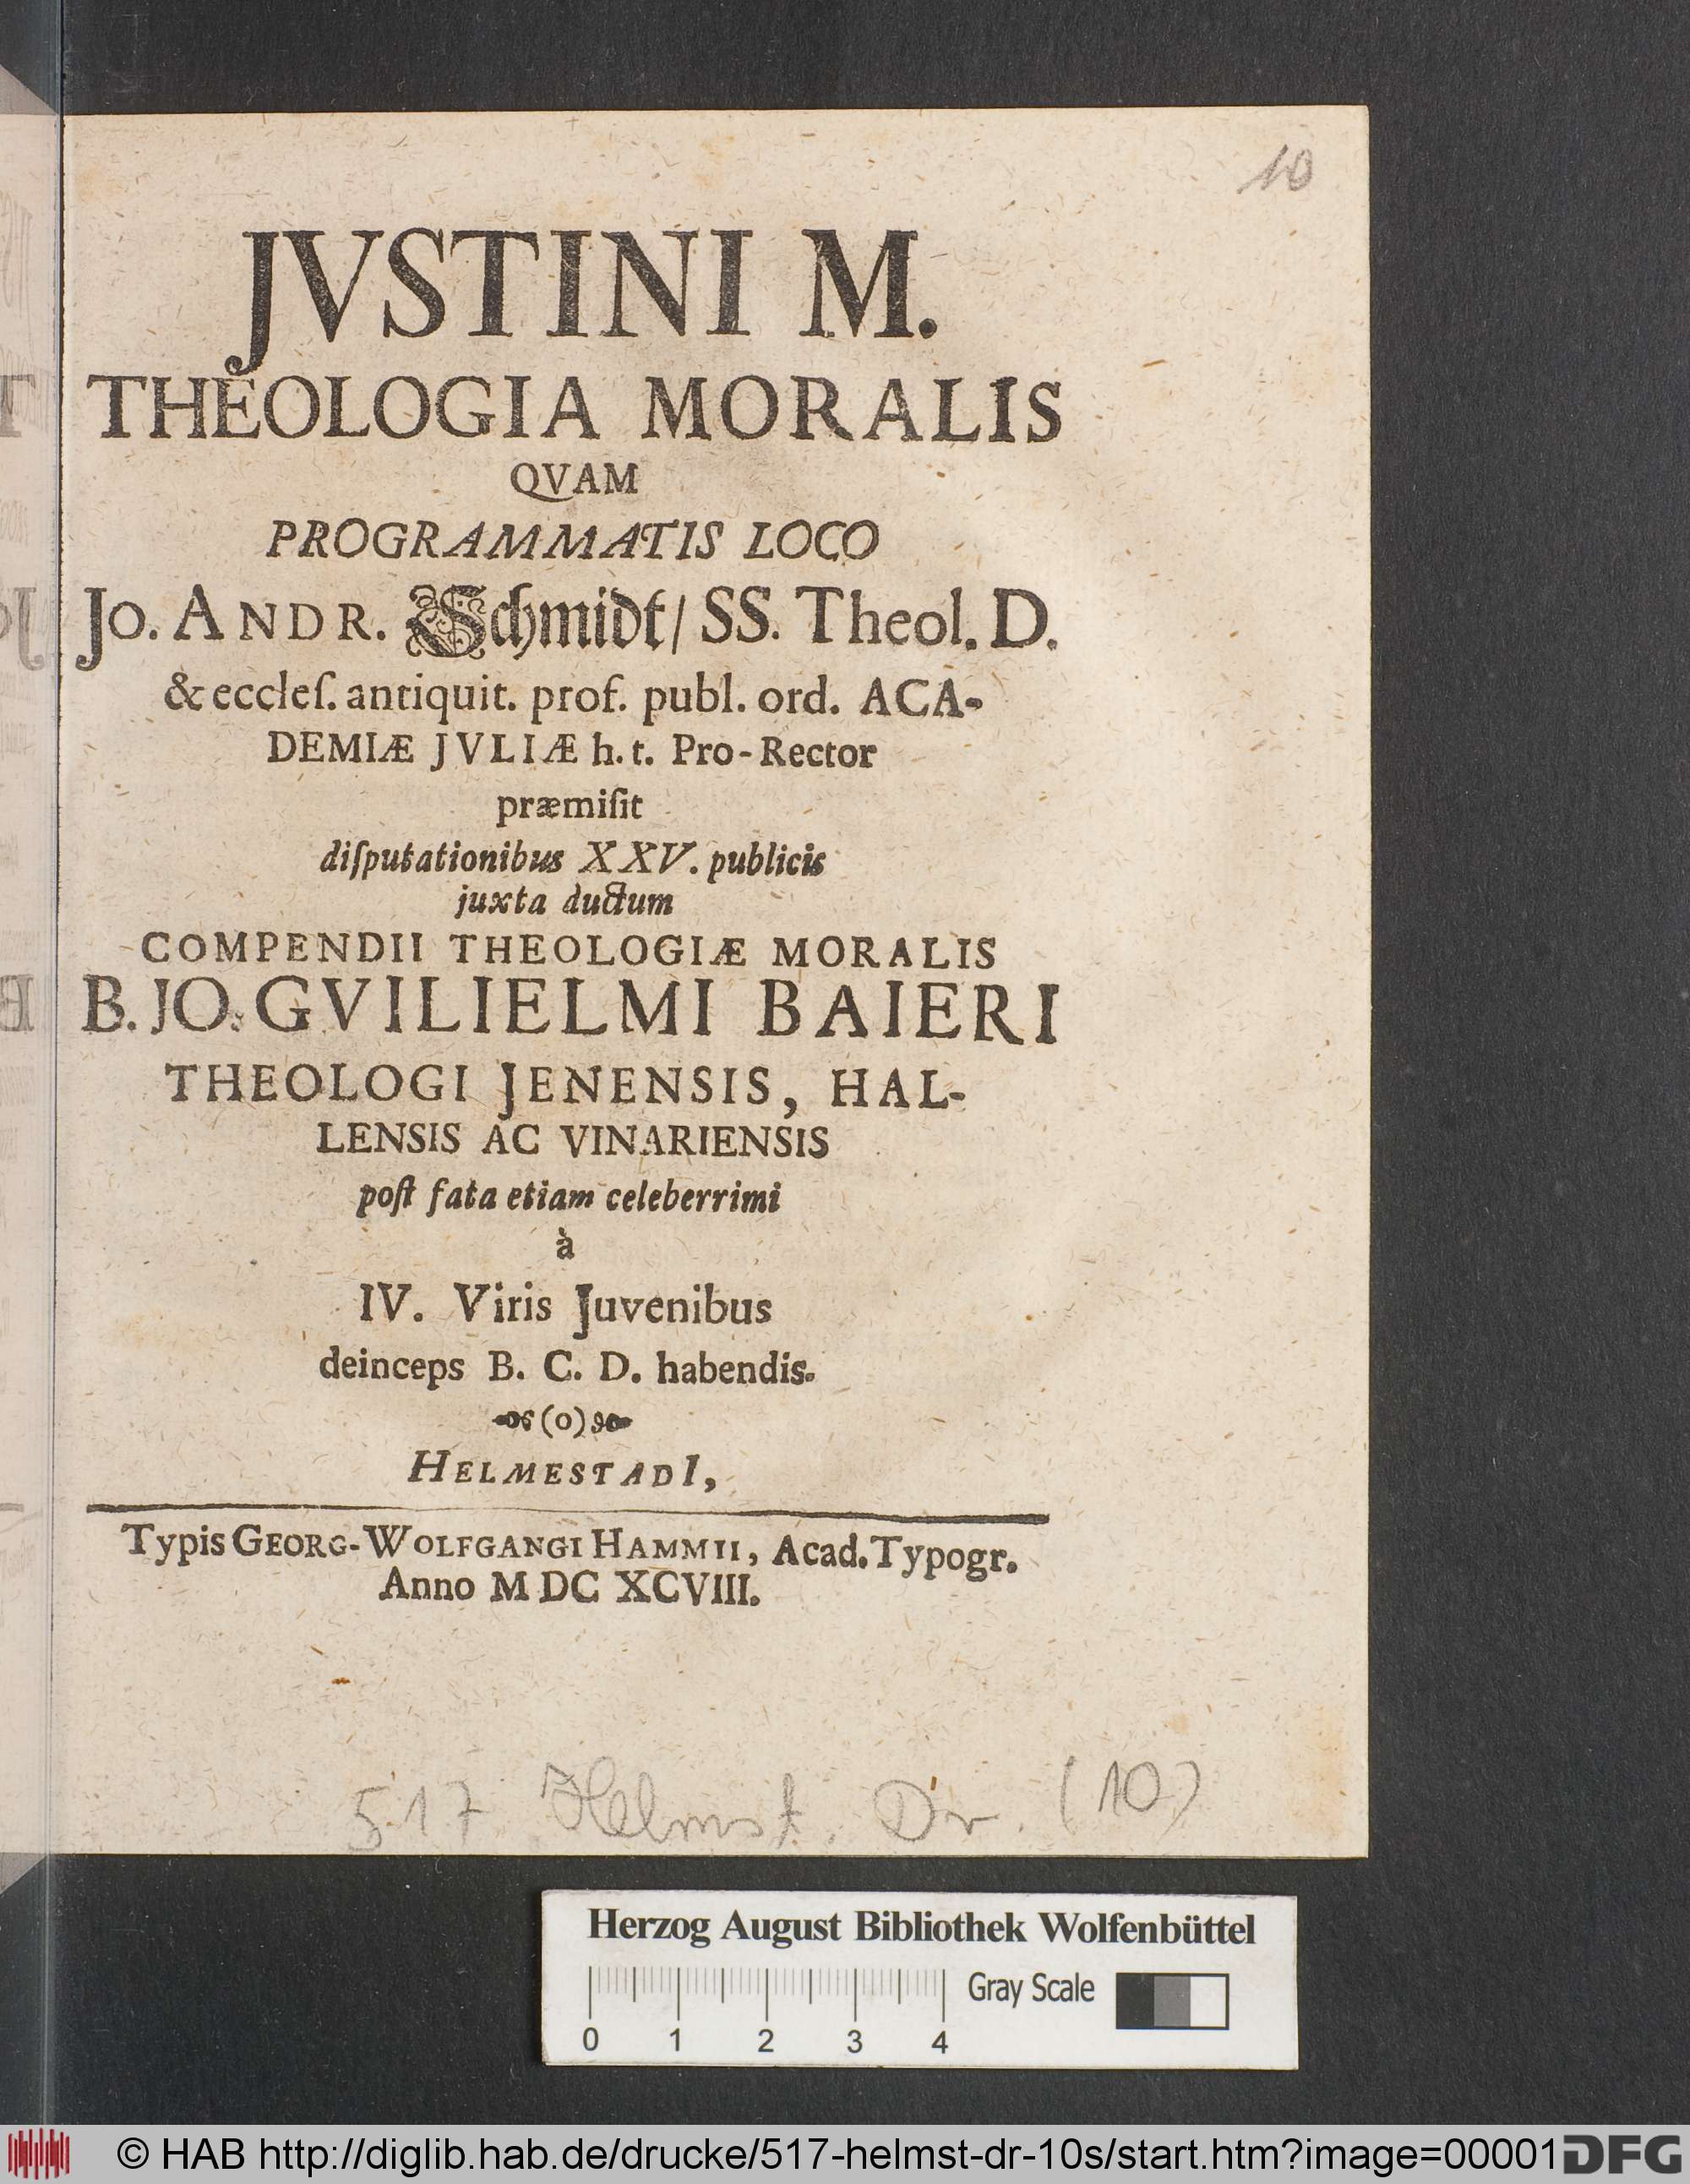 10
JVSTINI M.
THEOLOGIA MORALIS
QVAM
PROGRAMMATIS LOCO
Jo. ANDR. Schmidt/ SS. Theol. D.
& eccleſ. antiquit. prof. publ. ord. ACA-
DEMIÆ JVLIÆ h. t. Pro-Rector
præmiſit
diſputationibus XXV. publicis
juxta ductum
COMPENDII THEOLOGIÆ MORALIS
B. JO. GVILIELMI BAIERI
THEOLOGI JENENSIS, HAL-
LENSIS AC VINARIENSIS
poſt fata etiam celeberrimi
à
IV. Viris Juvenibus
deinceps B. C. D. habendis.
(o)
HELMESTADI,
Typis GEORG-WOLFGANGI HAMMII, Acad. Typogr.
Anno M DC XCVIII.
517 Helmst. Dr. (10)
Herzog August Bibliothek Wolfenbüttel
Gray Scale
0 1 2 3 4
© HAB http://diglib.hab.de/drucke/517-helmst-dr-10s/start.htm?image=00001
DFG